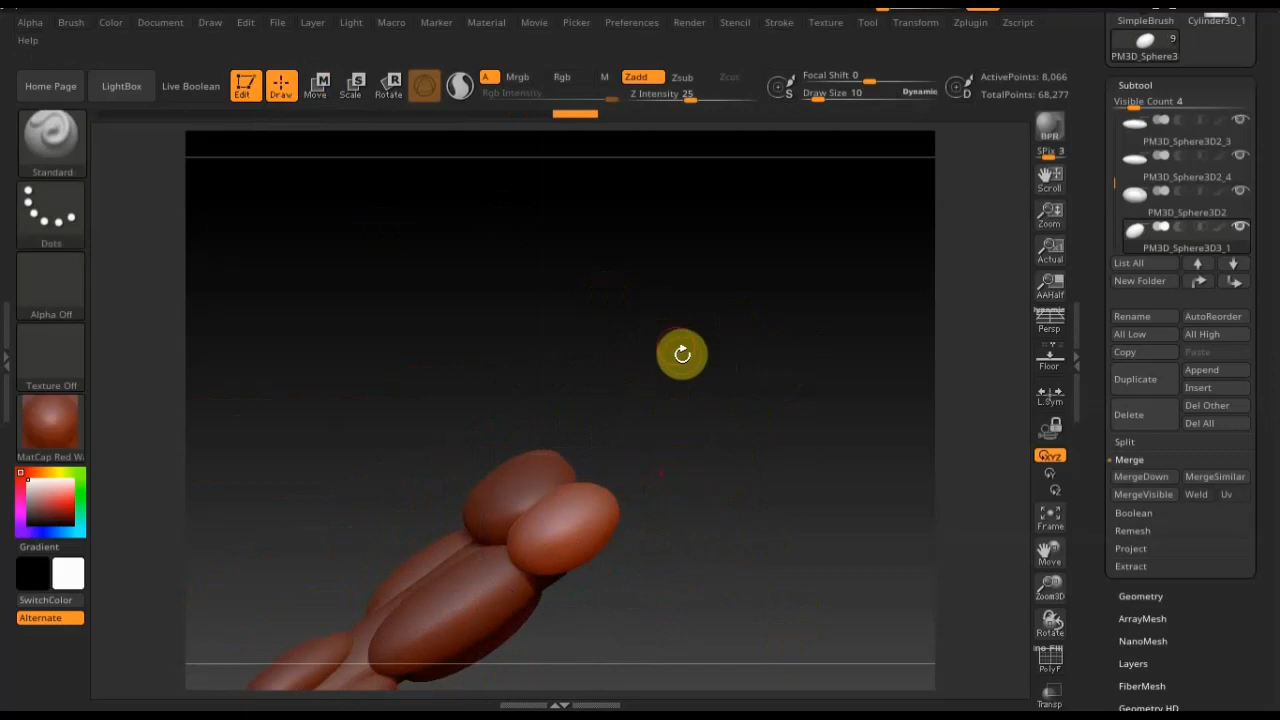 Alpha Brush Color Document Draw Edit File Layer Light Macro Marker Material Movie Picker Preferences Render Stencil Stroke Texture Tool Transform Zplugin Zscript
Help
SimpleBrush Cylinder3D_1
9
PM3D_Sphere3
Home Page
LightBox
Live Boolean
Edit
Draw
Move
Scale
Rotate
A
Mrgb
Rgb
M
Rgb Intensity
Zadd
Zsub
Zcut
Z Intensity 25
S
Focal Shift 0
Draw Size 10
Dynamic
D
ActivePoints: 8,066
TotalPoints: 68,277
Standard
Dots
Alpha Off
Texture Off
MatCap Red Wa
Gradient
SwitchColor
Alternate
BPR
SPix 3
Scroll
Zoom
Actual
AAHalf
Dynamic
Persp
Floor
L.Sym
XYZ
Frame
Move
Zoom3D
Rotate
PolyF
Transp
Subtool
Visible Count 4
PM3D_Sphere3D2_3
PM3D_Sphere3D2_4
PM3D_Sphere3D2
PM3D_Sphere3D3_1
List All
New Folder
Rename AutoReorder
All Low All High
Copy Paste
Duplicate Append
Insert
Delete Del Other
Del All
Split
Merge
MergeDown MergeSimilar
MergeVisible Weld Uv
Boolean
Remesh
Project
Extract
Geometry
ArrayMesh
NanoMesh
Layers
FiberMesh
Geometry HD